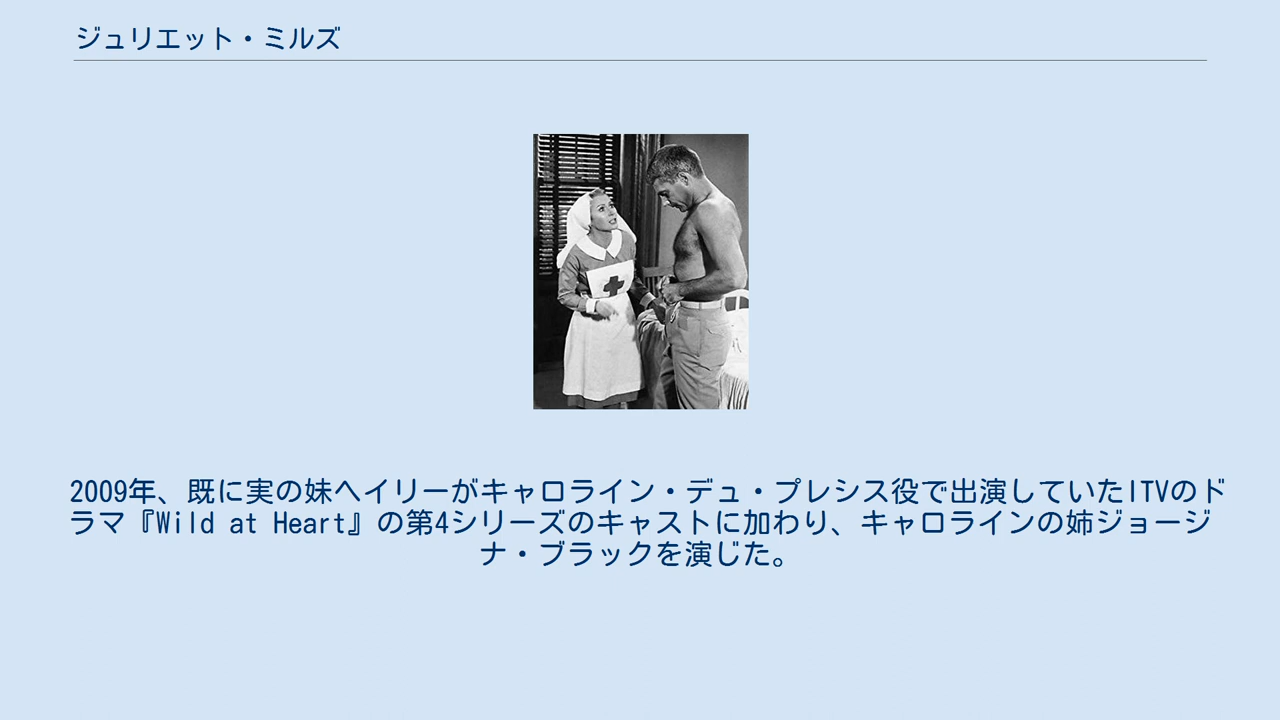 ジュリエット・ミルズ
2009年、既に実の妹ヘイリーがキャロライン・デュ・プレシス役で出演していたITVのド
ラマ『Wild at Heart』の第4シリーズのキャストに加わり、キャロラインの姉ジョージ
ナ・ブラックを演じた。